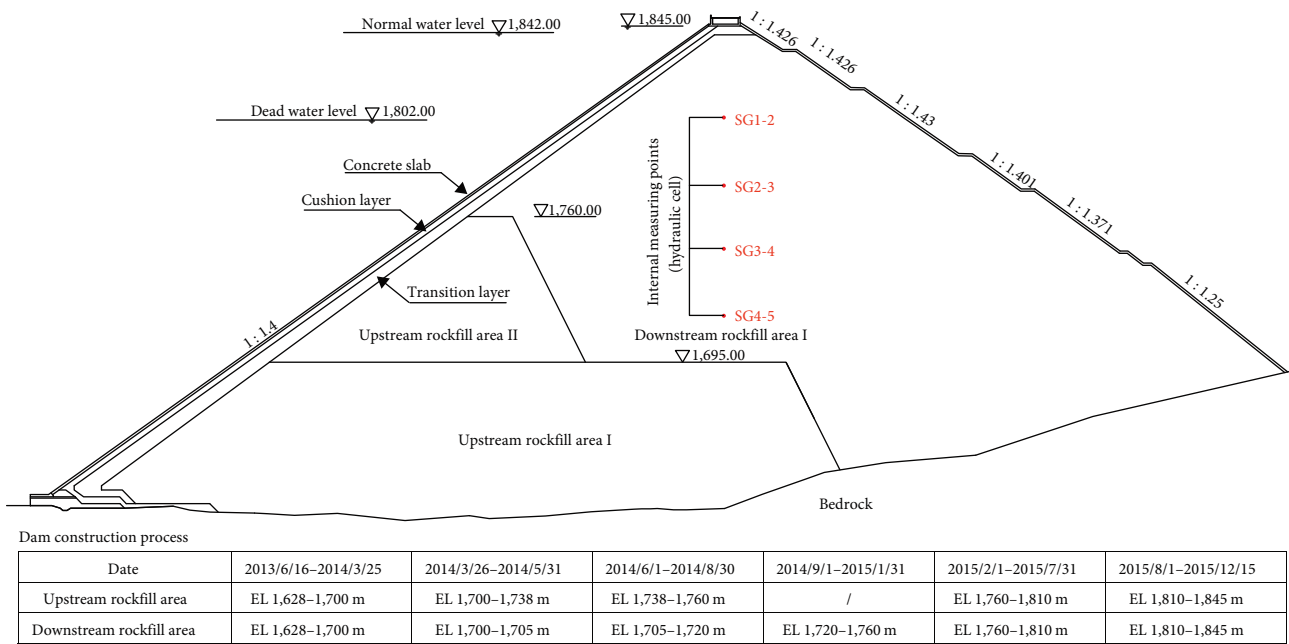 Normal water level ▽1,842.00
▽1,845.00
Dead water level ▽1,802.00
Concrete slab
Cushion layer
Transition layer
▽1,760.00
1 : 1.4
1 : 1.426
1 : 1.426
1 : 1.43
1 : 1.401
1 : 1.371
1 : 1.25
Internal measuring points
(hydraulic cell)
SG1-2
SG2-3
SG3-4
SG4-5
Upstream rockfill area II
Downstream rockfill area I
▽1,695.00
Upstream rockfill area I
Bedrock
Dam construction process
Date 2013/6/16–2014/3/25 2014/3/26–2014/5/31 2014/6/1–2014/8/30 2014/9/1–2015/1/31 2015/2/1–2015/7/31 2015/8/1–2015/12/15
Upstream rockfill area EL 1,628–1,700 m EL 1,700–1,738 m EL 1,738–1,760 m / EL 1,760–1,810 m EL 1,810–1,845 m
Downstream rockfill area EL 1,628–1,700 m EL 1,700–1,705 m EL 1,705–1,720 m EL 1,720–1,760 m EL 1,760–1,810 m EL 1,810–1,845 m